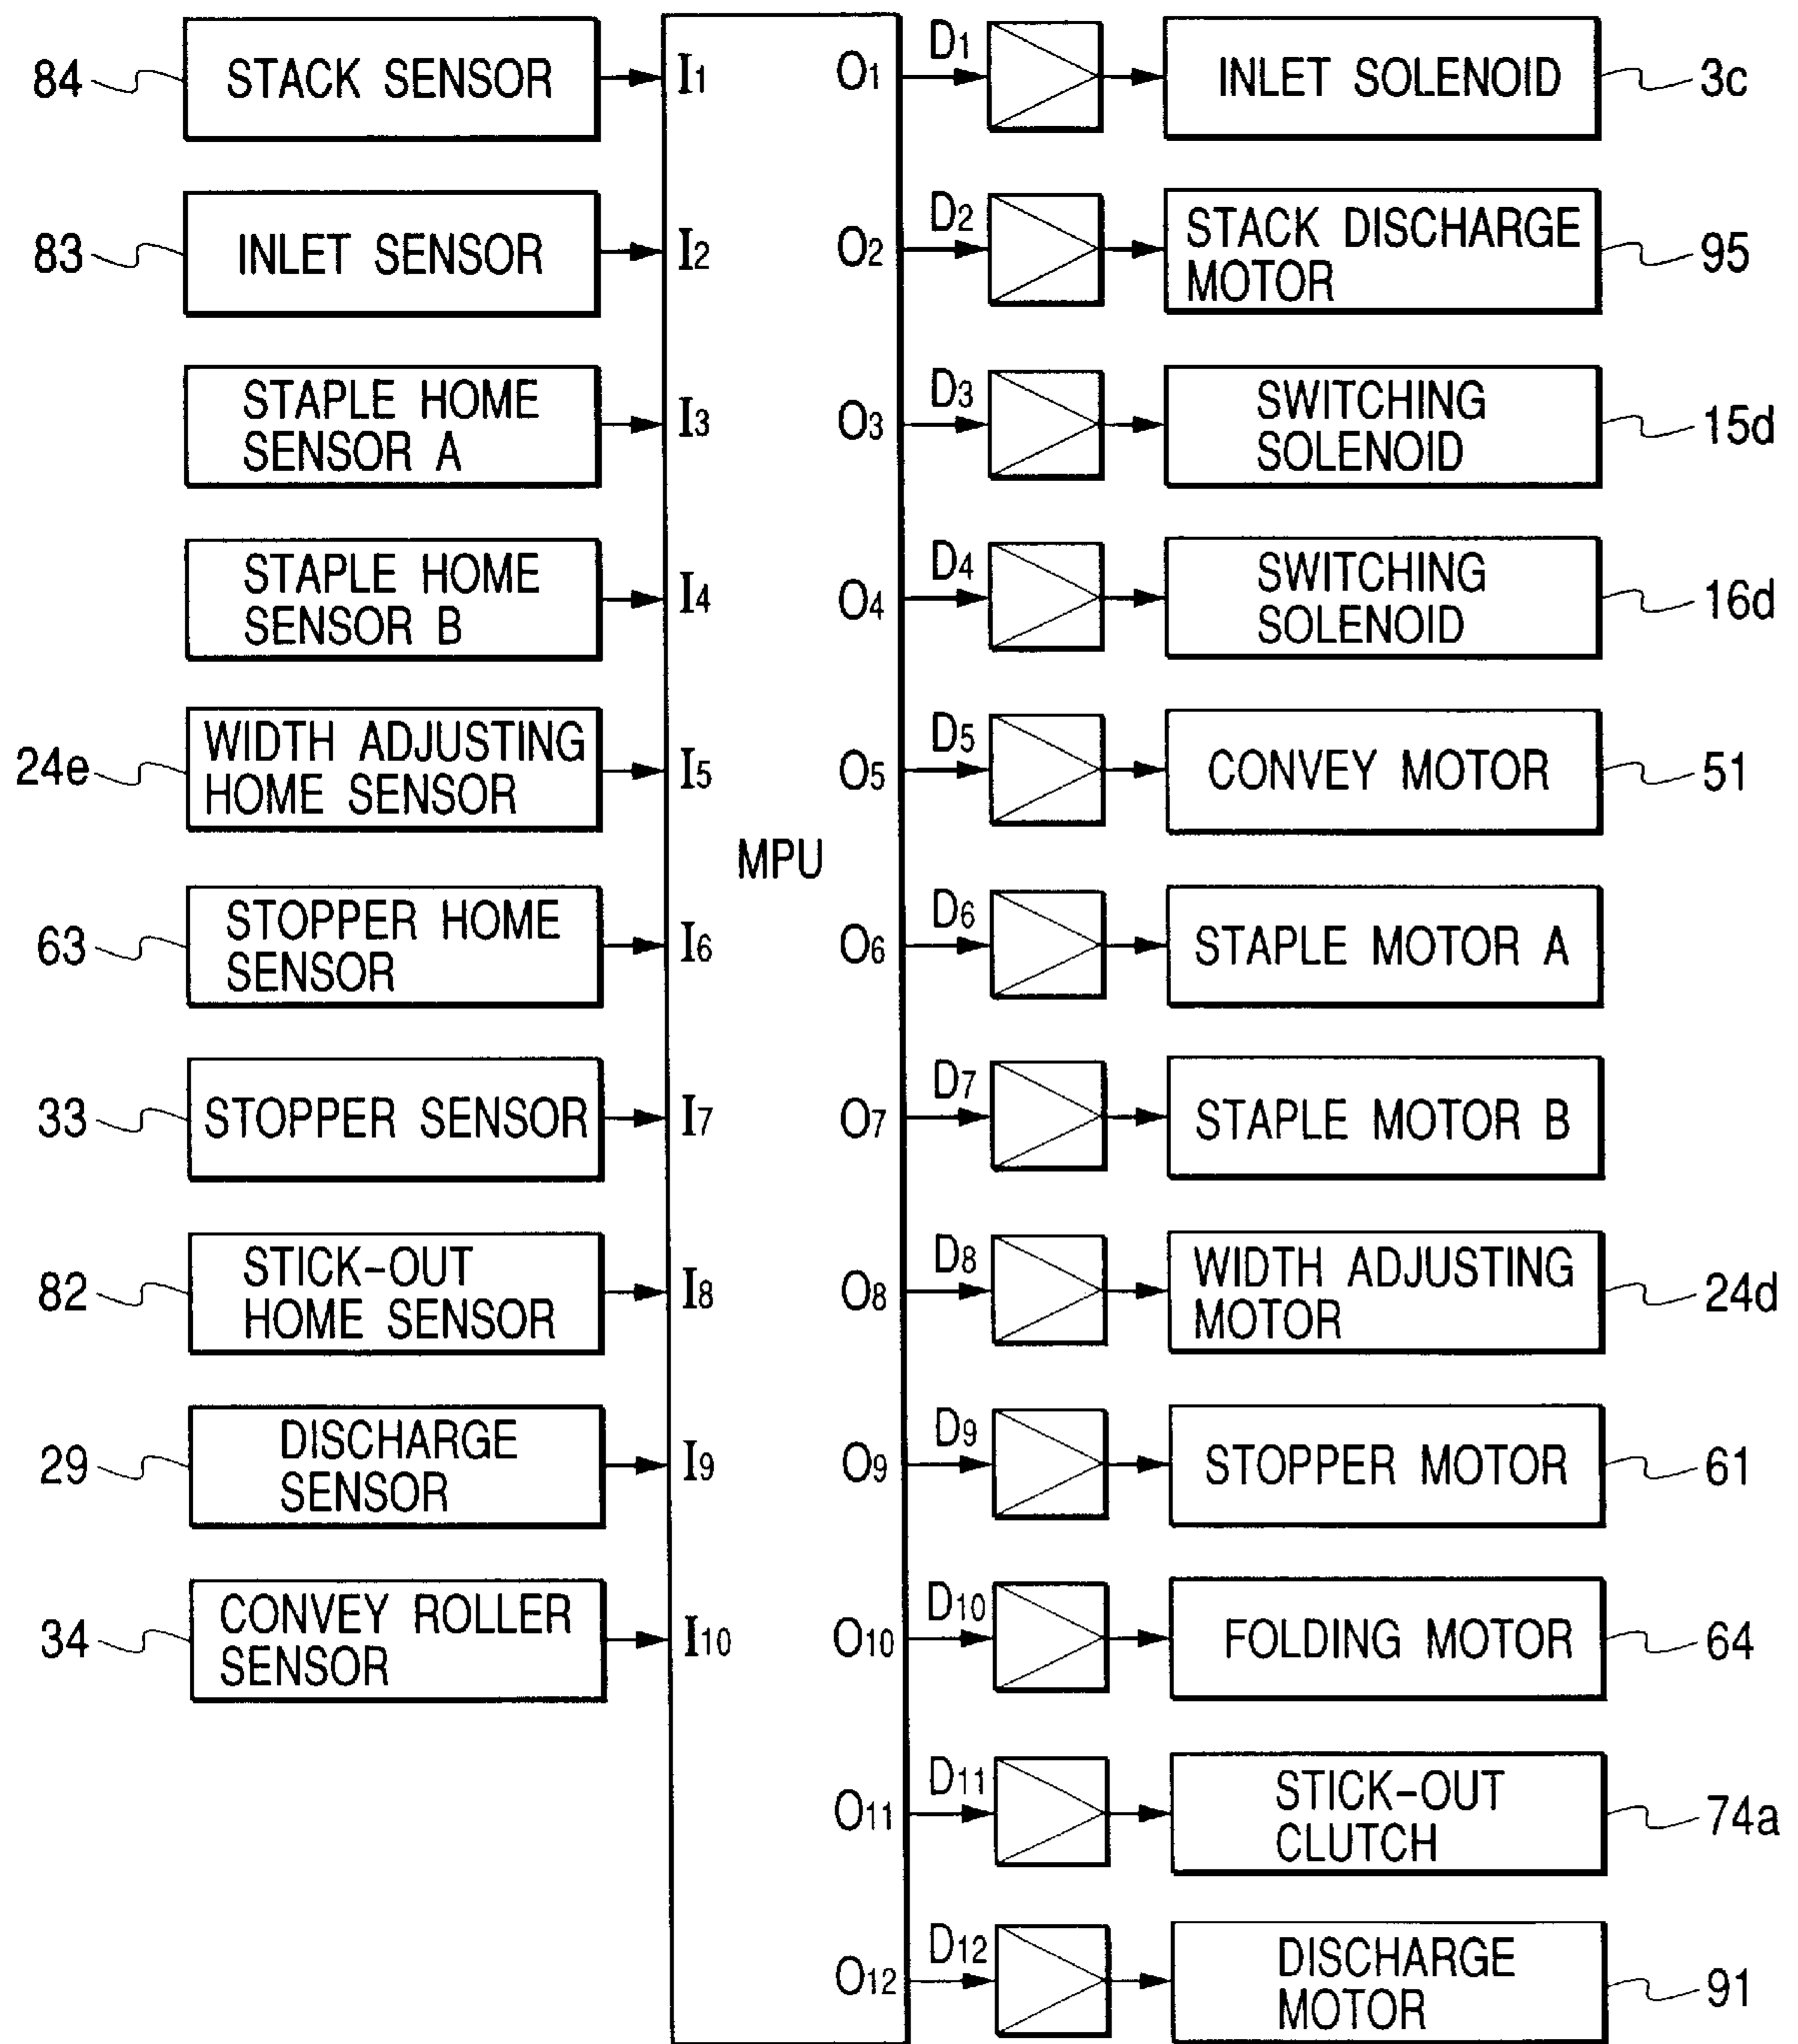 84
STACK SENSOR
I1
O1
D1
INLET SOLENOID
3c
83
INLET SENSOR
I2
O2
D2
STACK DISCHARGE
MOTOR
95
STAPLE HOME
SENSOR A
I3
O3
D3
SWITCHING
SOLENOID
15d
STAPLE HOME
SENSOR B
I4
O4
D4
SWITCHING
SOLENOID
16d
24e
WIDTH ADJUSTING
HOME SENSOR
I5
O5
D5
CONVEY MOTOR
51
MPU
63
STOPPER HOME
SENSOR
I6
O6
D6
STAPLE MOTOR A
33
STOPPER SENSOR
I7
O7
D7
STAPLE MOTOR B
82
STICK-OUT
HOME SENSOR
I8
O8
D8
WIDTH ADJUSTING
MOTOR
24d
29
DISCHARGE
SENSOR
I9
O9
D9
STOPPER MOTOR
61
34
CONVEY ROLLER
SENSOR
I10
O10
D10
FOLDING MOTOR
64
O11
D11
STICK-OUT
CLUTCH
74a
O12
D12
DISCHARGE
MOTOR
91